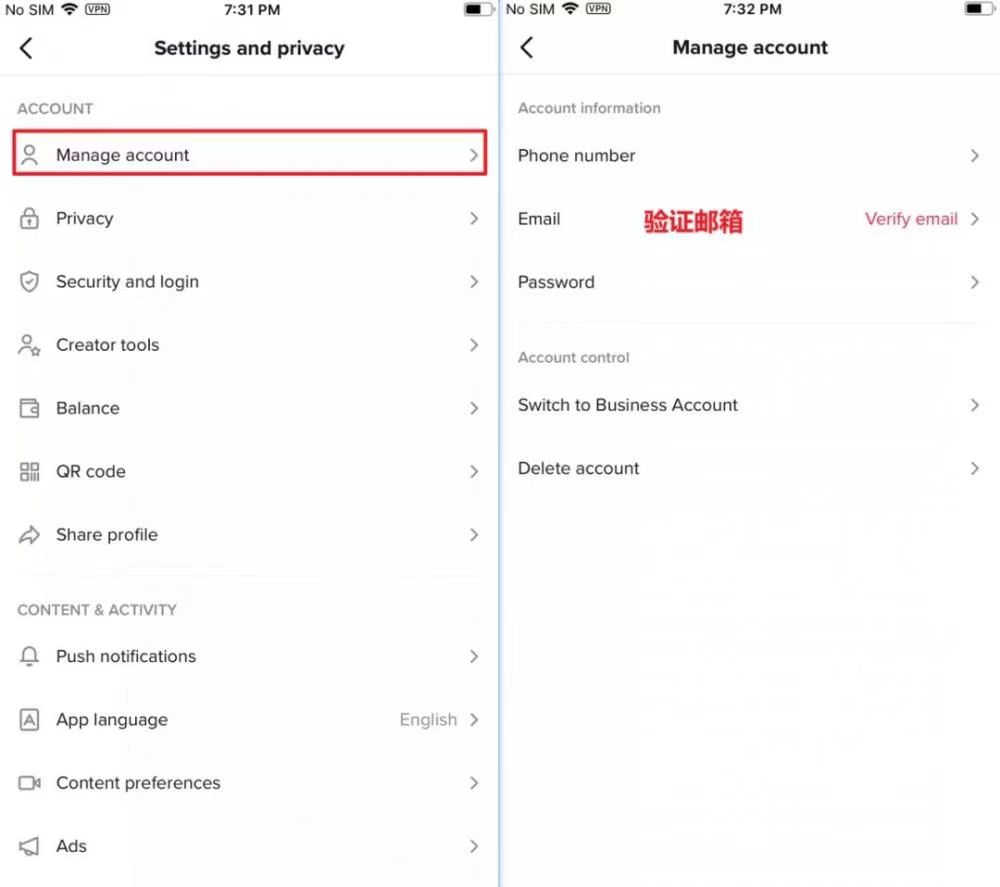 No SIM VPN 7:31 PM
Settings and privacy
ACCOUNT
Manage account
Privacy
Security and login
Creator tools
Balance
QR code
Share profile
CONTENT & ACTIVITY
Push notifications
App language English
Content preferences
Ads
No SIM VPN 7:32 PM
Manage account
Account information
Phone number
Email 验证邮箱 Verify email
Password
Account control
Switch to Business Account
Delete account